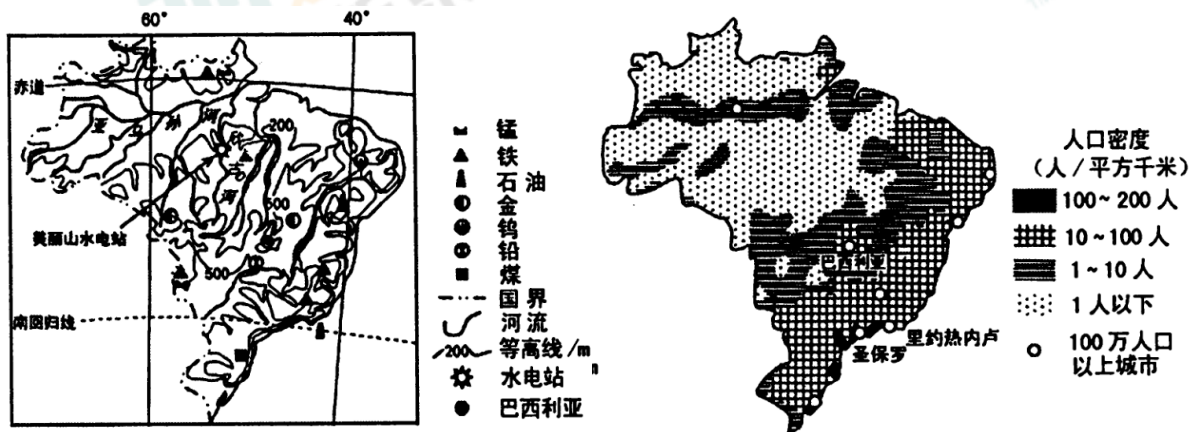 60° 40°
赤道
亚马孙河
欣古河
200
500
美丽山水电站
500
南回归线
锰
铁
石油
金
钨
铅
煤
国界
河流
200 等高线/m
水电站
巴西利亚
巴西利亚
里约热内卢
圣保罗
人口密度
（人/平方千米）
100~200人
10~100人
1~10人
1人以下
100万人口
以上城市